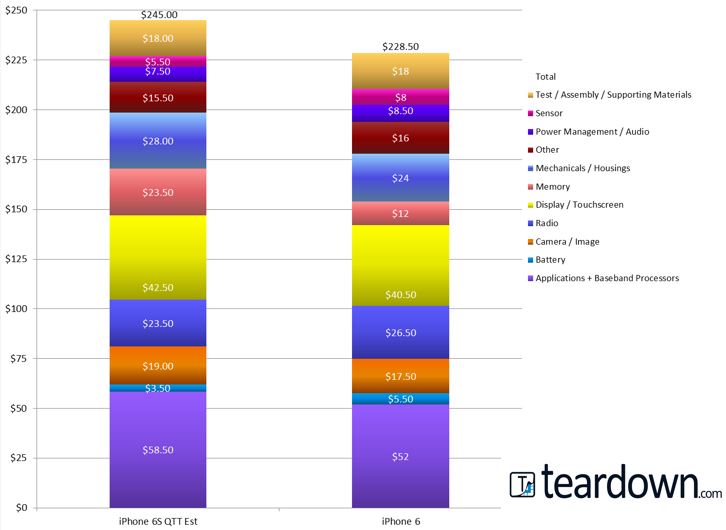 $250
$225
$200
$175
$150
$125
$100
$75
$50
$25
$0
$245.00
$18.00
$5.50
$7.50
$15.50
$28.00
$23.50
$42.50
$23.50
$19.00
$3.50
$58.50
iPhone 6S QTT Est
$228.50
$18
$8
$8.50
$16
$24
$12
$40.50
$26.50
$17.50
$5.50
$52
iPhone 6
Total
Test / Assembly / Supporting Materials
Sensor
Power Management / Audio
Other
Mechanicals / Housings
Memory
Display / Touchscreen
Radio
Camera / Image
Battery
Applications + Baseband Processors
T
teardown.com